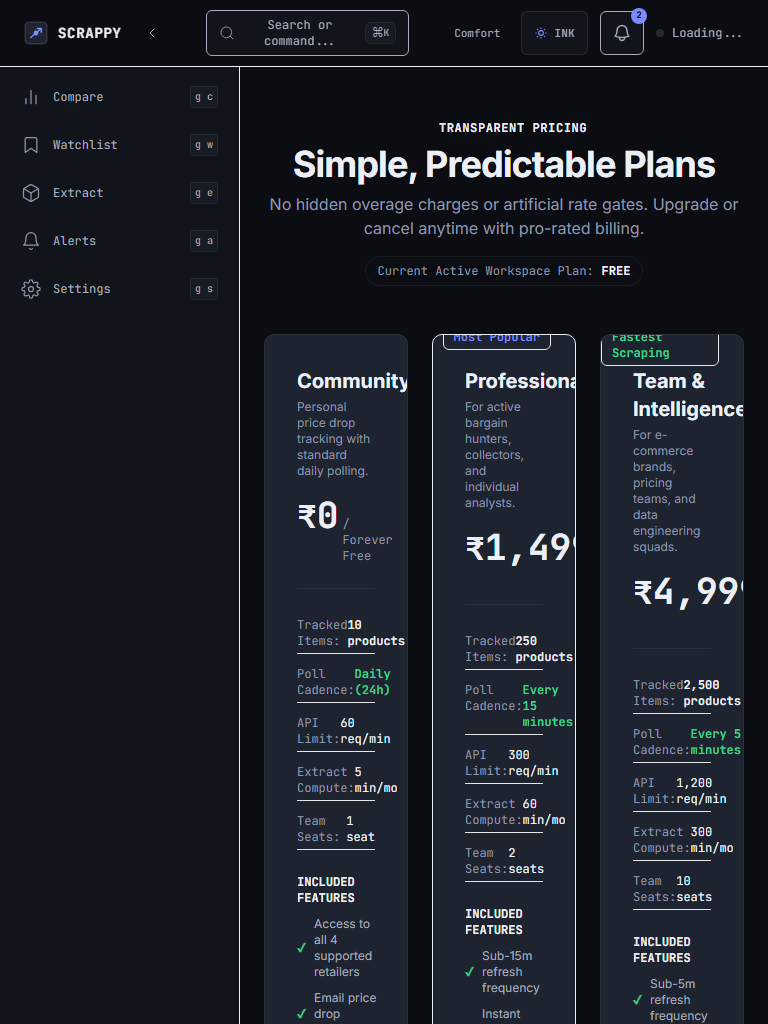 SCRAPPY
Search or
command...
⌘K
Comfort
INK
2
Loading...
Compare
g c
Watchlist
g w
Extract
g e
Alerts
g a
Settings
g s
TRANSPARENT PRICING
Simple, Predictable Plans
No hidden overage charges or artificial rate gates. Upgrade or
cancel anytime with pro-rated billing.
Current Active Workspace Plan: FREE
Community
Personal
price drop
tracking with
standard
daily polling.
₹0 /
Forever
Free
Tracked 10
Items: products
Poll Daily
Cadence: (24h)
API 60
Limit: req/min
Extract 5
Compute: min/mo
Team 1
Seats: seat
INCLUDED
FEATURES
✓ Access to
all 4
supported
retailers
✓ Email price
drop
Most Popular
Professiona
For active
bargain
hunters,
collectors,
and
individual
analysts.
₹1,499
Tracked 250
Items: products
Poll Every
Cadence: 15
minutes
API 300
Limit: req/min
Extract 60
Compute: min/mo
Team 2
Seats: seats
INCLUDED
FEATURES
✓ Sub-15m
refresh
frequency
Instant
Fastest
Scraping
Team &
Intelligence
For e-
commerce
brands,
pricing
teams, and
data
engineering
squads.
₹4,999
Tracked 2,500
Items: products
Poll Every 5
Cadence: minutes
API 1,200
Limit: req/min
Extract 300
Compute: min/mo
Team 10
Seats: seats
INCLUDED
FEATURES
✓ Sub-5m
refresh
frequency